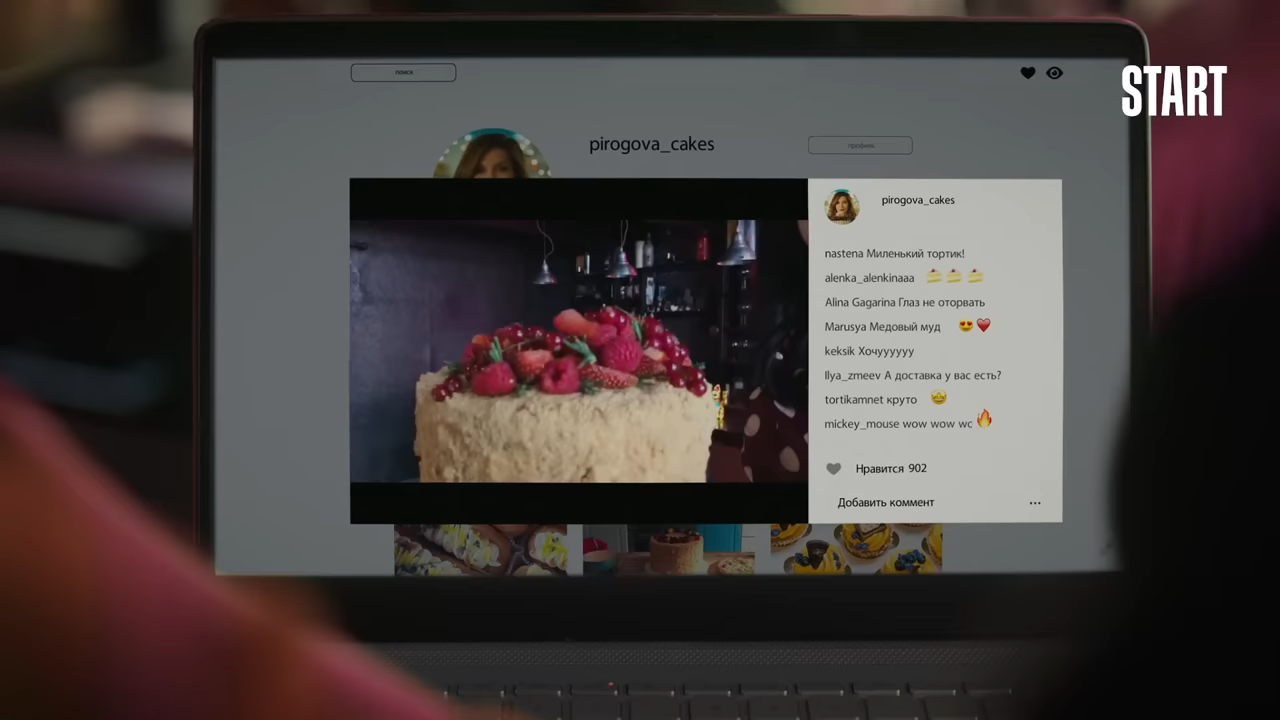 START
поиск
pirogova_cakes
профиль
pirogova_cakes
nastena Миленький тортик!
alenka_alenkinaaa
Alina Gagarina Глаз не оторвать
Marusya Медовый муд
keksik Хочуууууу
Ilya_zmeev А доставка у вас есть?
tortikamnet круто
mickey_mouse wow wow wc
Нравится 902
Добавить коммент